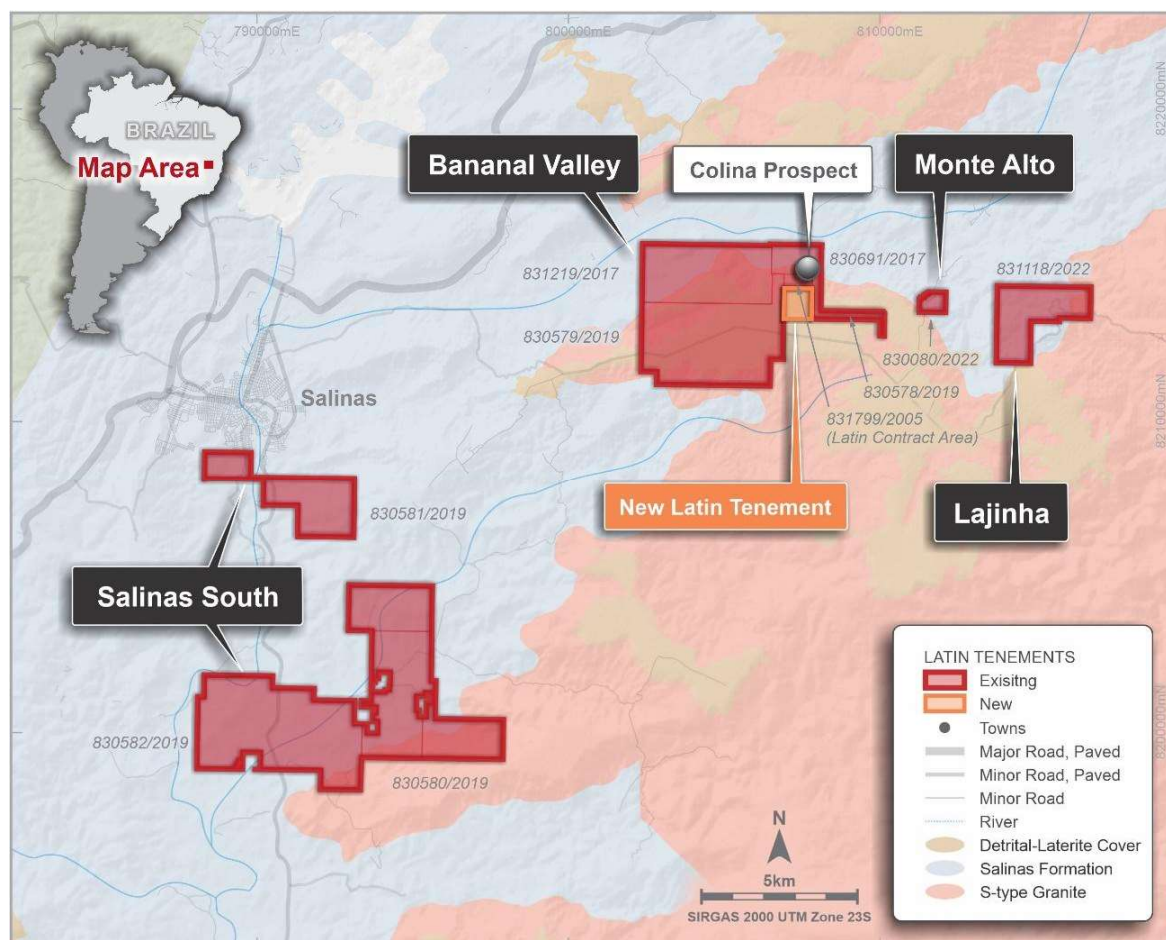 790000mE
800000mE
810000mE
8220000mN
8210000mN
8200000mN
BRAZIL
Map Area
Bananal Valley
Colina Prospect
Monte Alto
831219/2017
830691/2017
831118/2022
830579/2019
830080/2022
830578/2019
831799/2005
(Latin Contract Area)
Salinas
New Latin Tenement
Lajinha
830581/2019
Salinas South
830582/2019
830580/2019
LATIN TENEMENTS
Exisitng
New
Towns
Major Road, Paved
Minor Road, Paved
Minor Road
River
Detrital-Laterite Cover
Salinas Formation
S-type Granite
N
5km
SIRGAS 2000 UTM Zone 23S